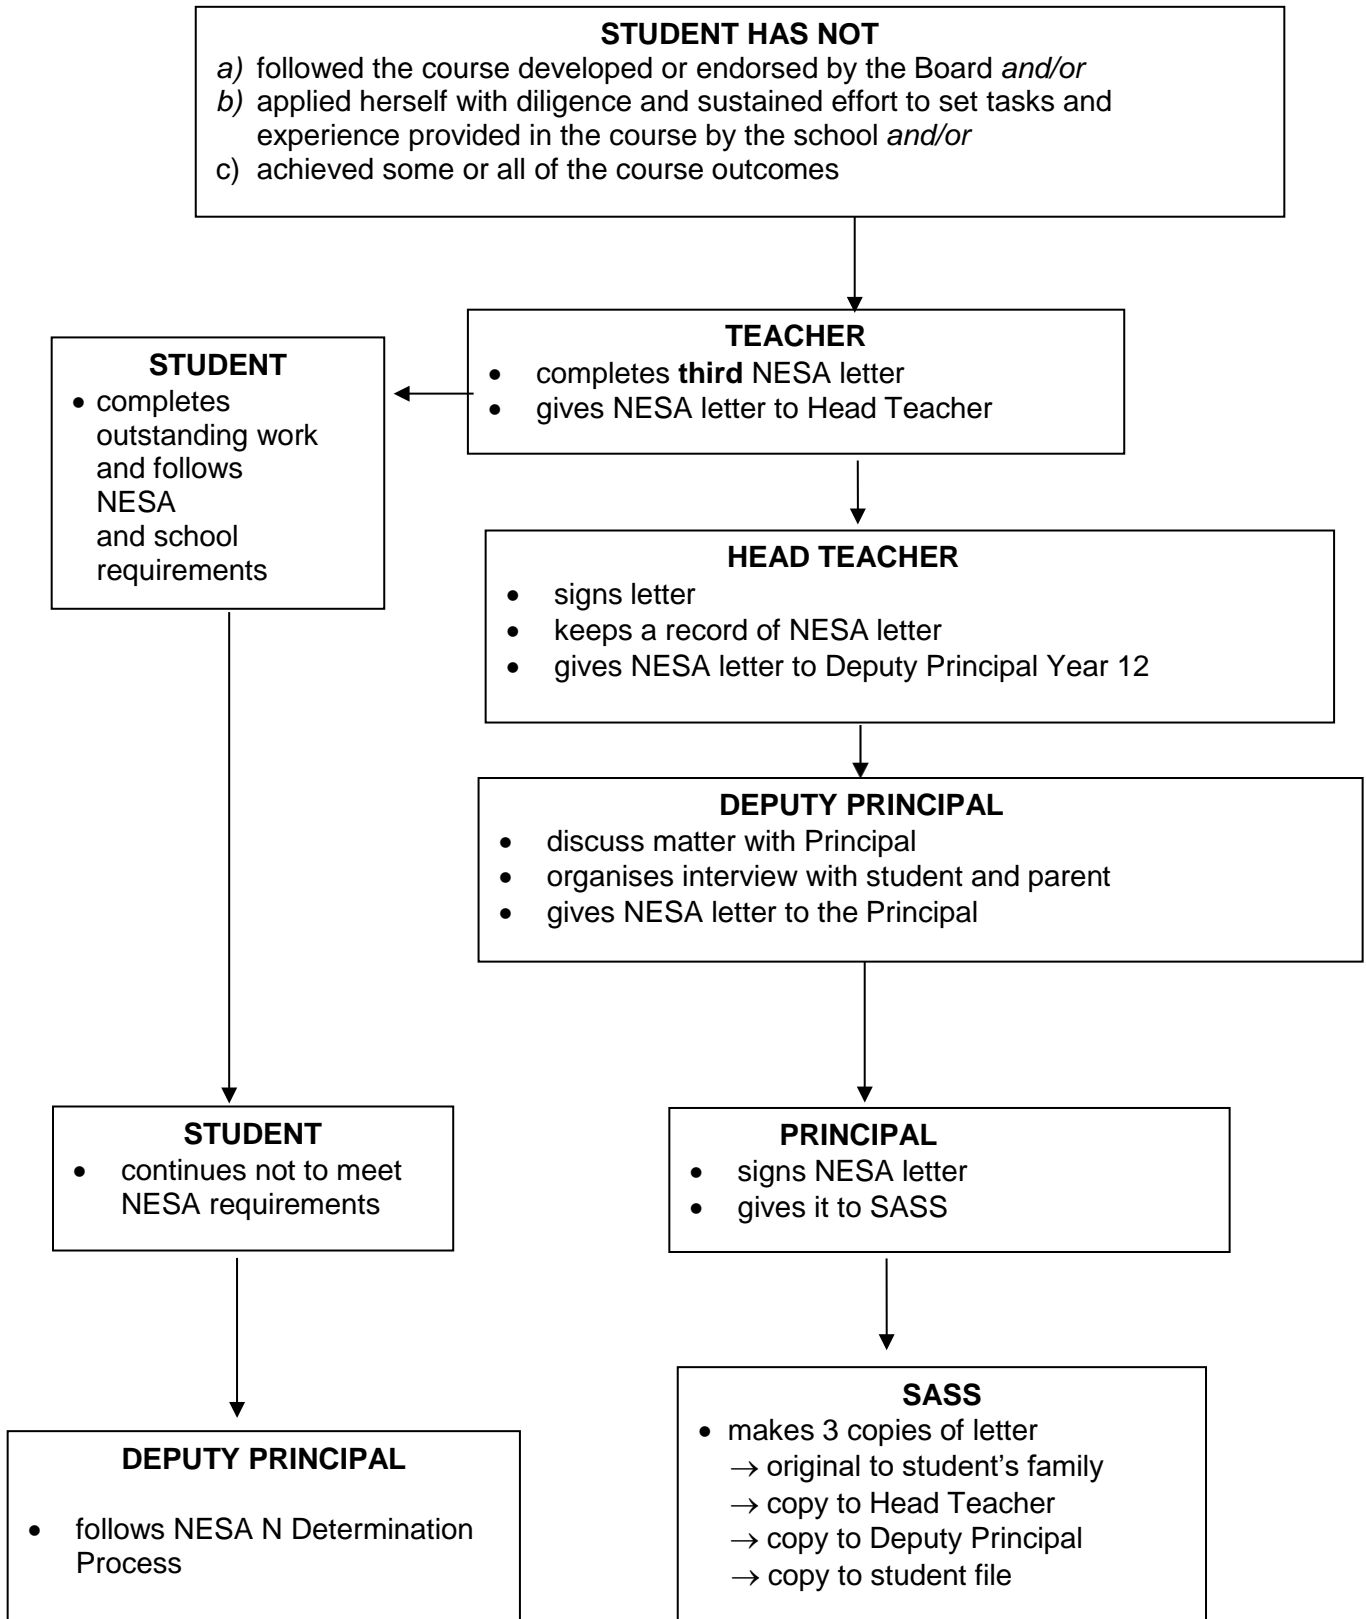 STUDENT HAS NOT
a) followed the course developed or endorsed by the Board and/or
b) applied herself with diligence and sustained effort to set tasks and
experience provided in the course by the school and/or
c) achieved some or all of the course outcomes
TEACHER
• completes third NESA letter
• gives NESA letter to Head Teacher
STUDENT
• completes
outstanding work
and follows
NESA
and school
requirements
HEAD TEACHER
• signs letter
• keeps a record of NESA letter
• gives NESA letter to Deputy Principal Year 12
DEPUTY PRINCIPAL
• discuss matter with Principal
• organises interview with student and parent
• gives NESA letter to the Principal
STUDENT
• continues not to meet
NESA requirements
PRINCIPAL
• signs NESA letter
• gives it to SASS
DEPUTY PRINCIPAL
• follows NESA N Determination
Process
SASS
• makes 3 copies of letter
→ original to student’s family
→ copy to Head Teacher
→ copy to Deputy Principal
→ copy to student file